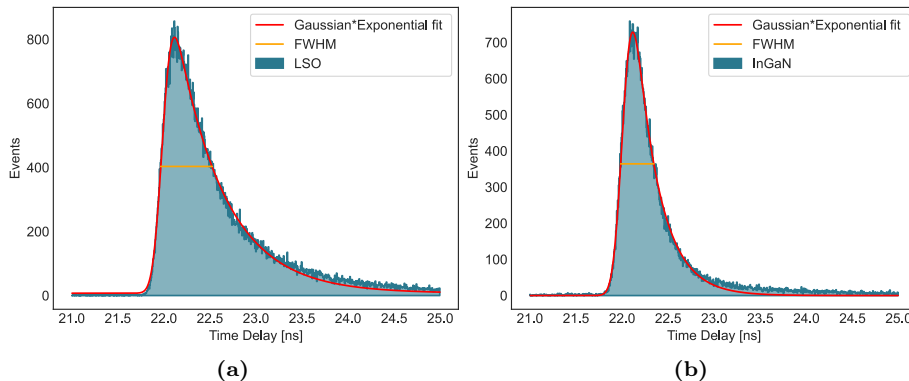 Gaussian*Exponential fit
FWHM
LSO
Events
800
600
400
200
0
21.0 21.5 22.0 22.5 23.0 23.5 24.0 24.5 25.0
Time Delay [ns]
(a)
Gaussian*Exponential fit
FWHM
InGaN
Events
700
600
500
400
300
200
100
0
21.0 21.5 22.0 22.5 23.0 23.5 24.0 24.5 25.0
Time Delay [ns]
(b)